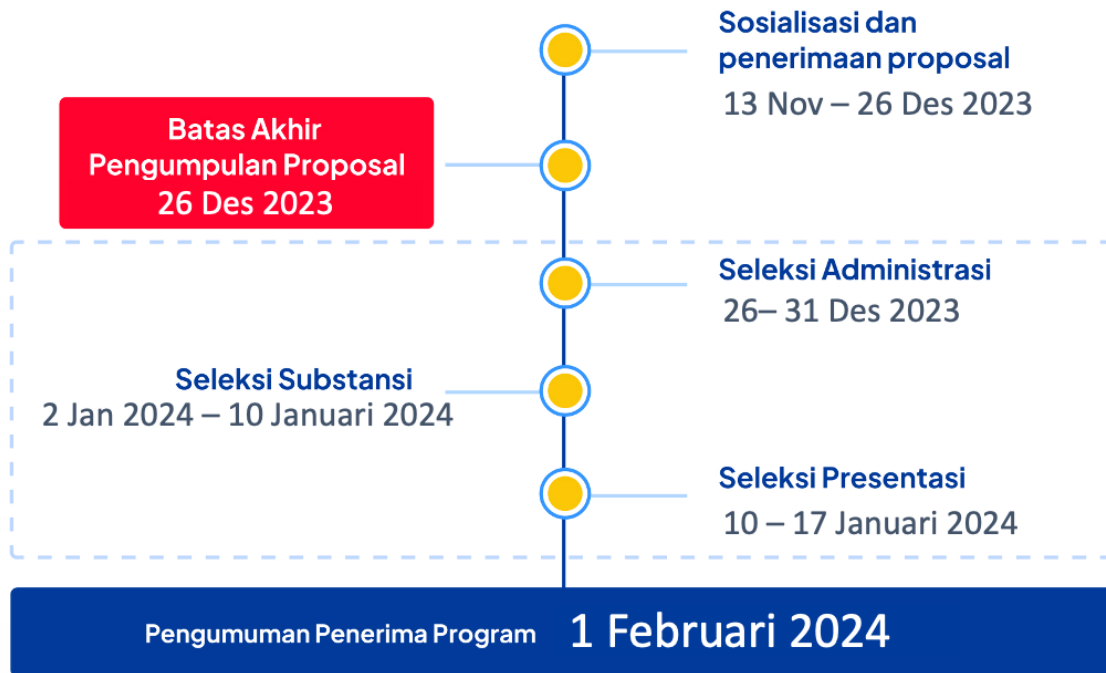 Sosialisasi dan
penerimaan proposal
13 Nov – 26 Des 2023
Batas Akhir
Pengumpulan Proposal
26 Des 2023
Seleksi Administrasi
26– 31 Des 2023
Seleksi Substansi
2 Jan 2024 – 10 Januari 2024
Seleksi Presentasi
10 – 17 Januari 2024
Pengumuman Penerima Program 1 Februari 2024